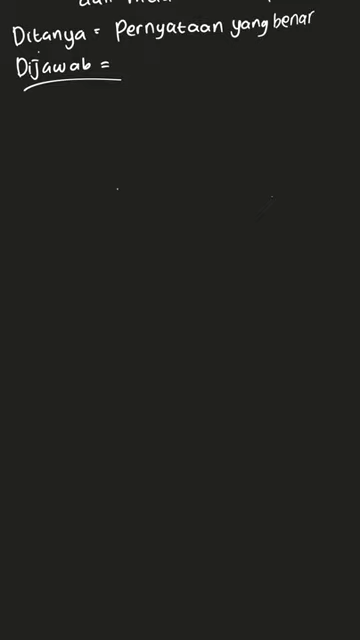 Ditanya = Pernyataan yang benar
Dijawab =